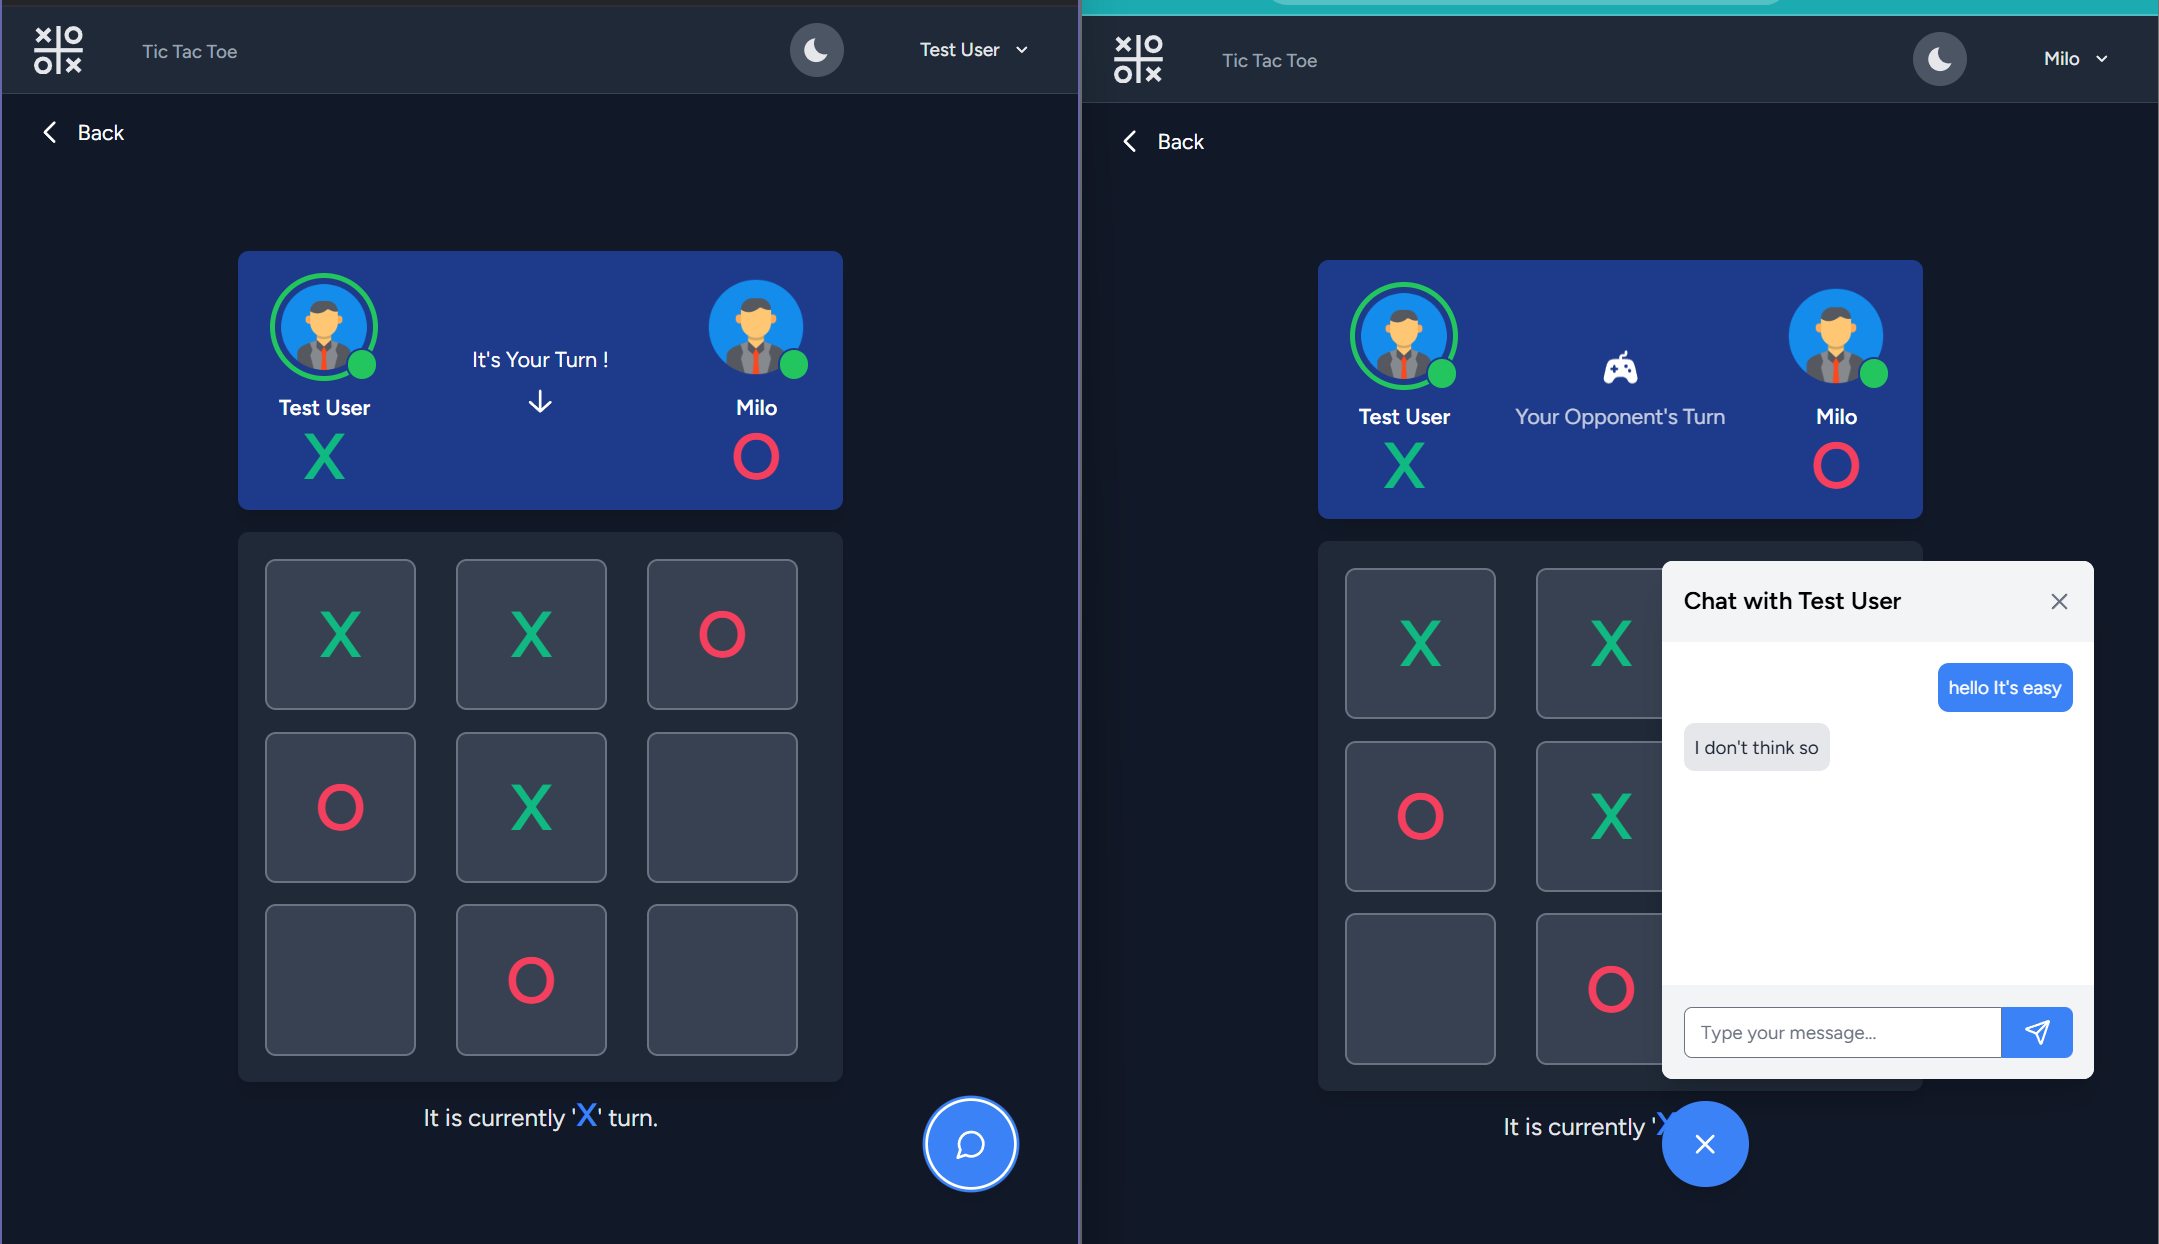 Tic Tac Toe
Test User
Back
It's Your Turn !
Test User
Milo
X
O
X X O
O X
O
It is currently 'X' turn.
Tic Tac Toe
Milo
Back
Your Opponent's Turn
Test User
Milo
X
O
X X
O X
O
It is currently 'X
Chat with Test User
hello It's easy
I don't think so
Type your message...